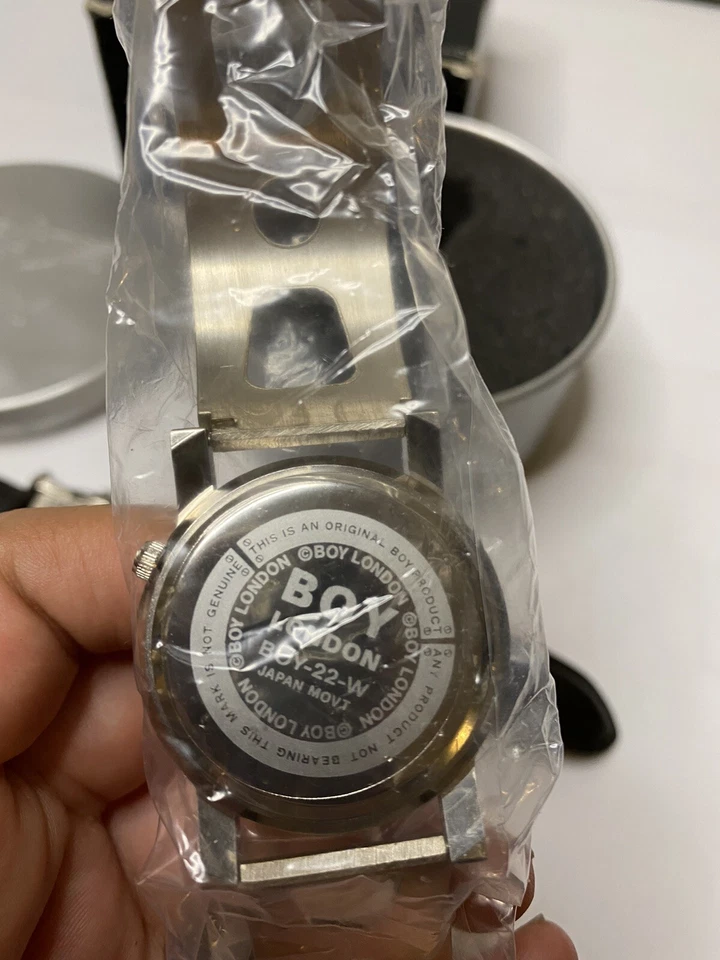 THIS IS AN ORIGINAL BOY PRODUCT
ANY PRODUCT NOT BEARING THIS MARK IS NOT GENUINE
©BOY LONDON
©BOY LONDON
©BOY LONDON
©BOY LONDON
BOY
LONDON
BOY-22-W
JAPAN MOVT